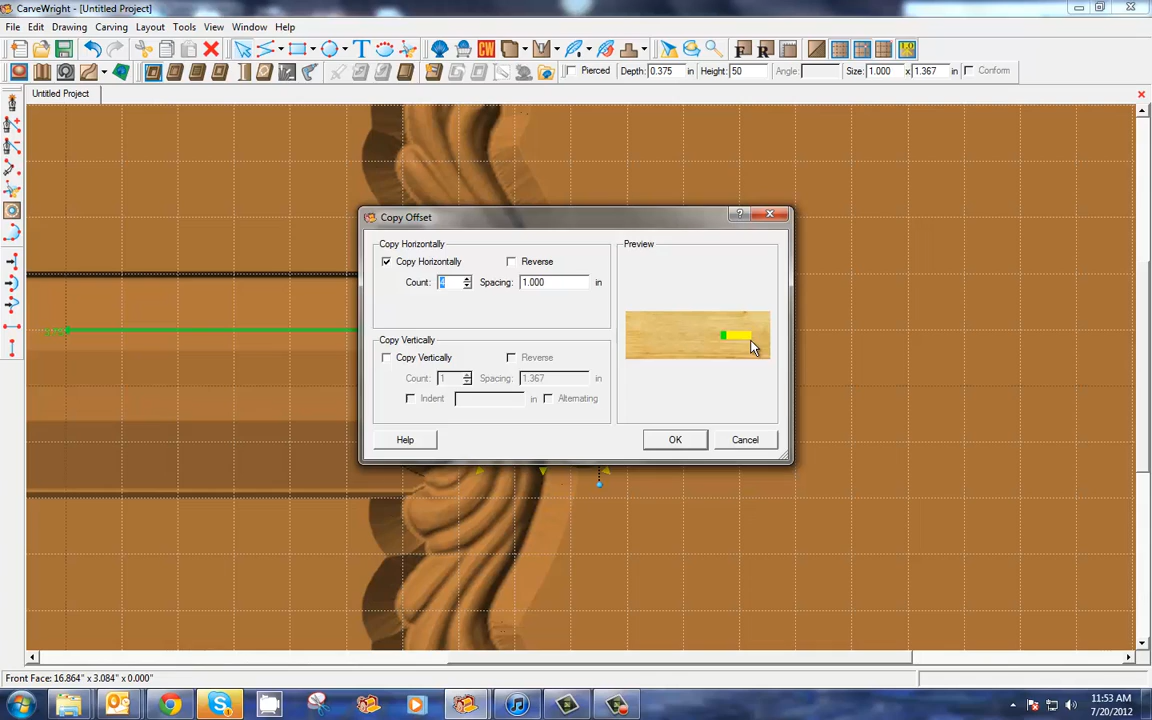 CarveWright - [Untitled Project]
File Edit Drawing Carving Layout Tools View Window Help
Pierced Depth: 0.375 in Height: 50 Angle: Size: 1.000 x 1.367 in Conform
Untitled Project
Copy Offset
Copy Horizontally
Copy Horizontally Reverse
Count: 4 Spacing: 1.000 in
Copy Vertically
Copy Vertically Reverse
Count: 1 Spacing: 1.367 in
Indent in Alternating
Preview
Help OK Cancel
Front Face: 16.864" x 3.084" x 0.000"
11:53 AM
7/20/2012